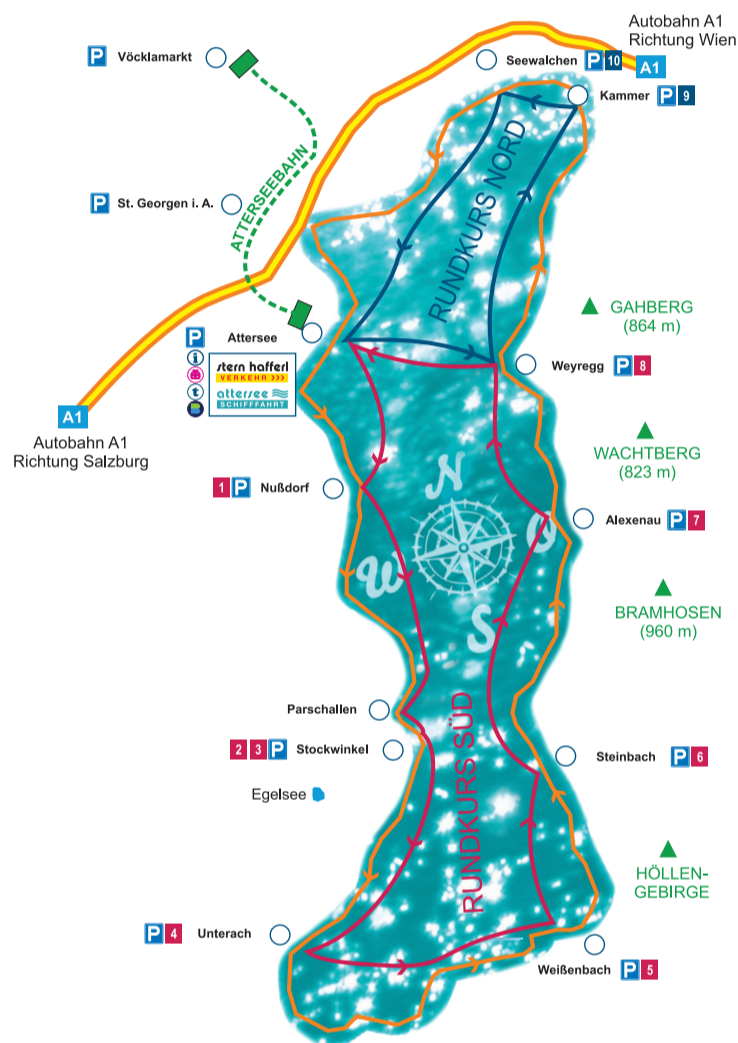 Autobahn A1
Richtung Wien
A1
P Vöcklamarkt
Seewalchen P 10
Kammer P 9
RUNDKURS NORD
ATTERSEEBAHN
P St. Georgen i. A.
GAHBERG
(864 m)
P Attersee
i
t
stern hafferl
VERKEHR >>>
attersee
SCHIFFFAHRT
Weyregg P 8
A1
Autobahn A1
Richtung Salzburg
WACHTBERG
(823 m)
1 P Nußdorf
N
O
S
W
Alexenau P 7
BRAMHOSEN
(960 m)
Parschallen
2 3 P Stockwinkel
Steinbach P 6
Egelsee
RUNDKURS SÜD
HÖLLEN-
GEBIRGE
P 4 Unterach
Weißenbach P 5